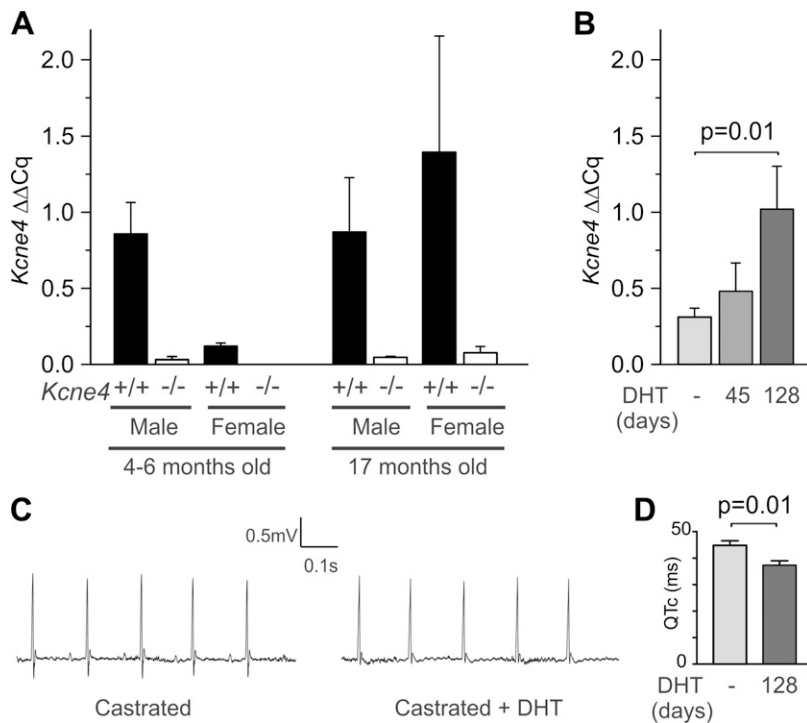 A
2.0
1.5
1.0
0.5
0.0
Kcne4 ΔΔCq
Kcne4 +/+ -/- +/+ -/- +/+ -/- +/+ -/-
Male Female Male Female
4-6 months old 17 months old
B
2.0
1.5
1.0
0.5
0.0
Kcne4 ΔΔCq
p=0.01
DHT - 45 128
(days)
C
0.5mV
0.1s
Castrated Castrated + DHT
D
p=0.01
50
0
QTc (ms)
DHT - 128
(days)